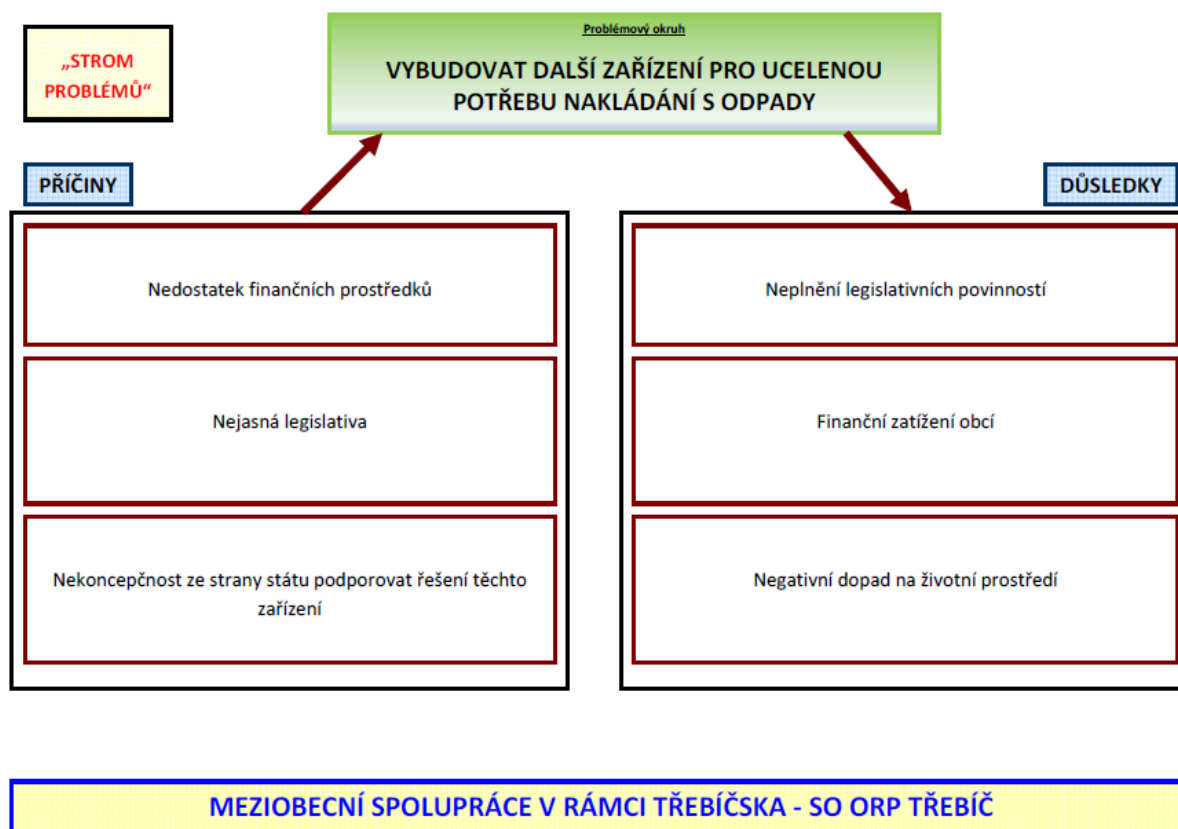 „STROM
PROBLÉMŮ“
Problémový okruh
VYBUDOVAT DALŠÍ ZAŘÍZENÍ PRO UCELENOU
POTŘEBU NAKLÁDÁNÍ S ODPADY
PŘÍČINY
DŮSLEDKY
Nedostatek finančních prostředků
Nejasná legislativa
Nekoncepčnost ze strany státu podporovat řešení těchto
zařízení
Neplnění legislativních povinností
Finanční zatížení obcí
Negativní dopad na životní prostředí
MEZIOBECNÍ SPOLUPRÁCE V RÁMCI TŘEBÍČSKA - SO ORP TŘEBÍČ